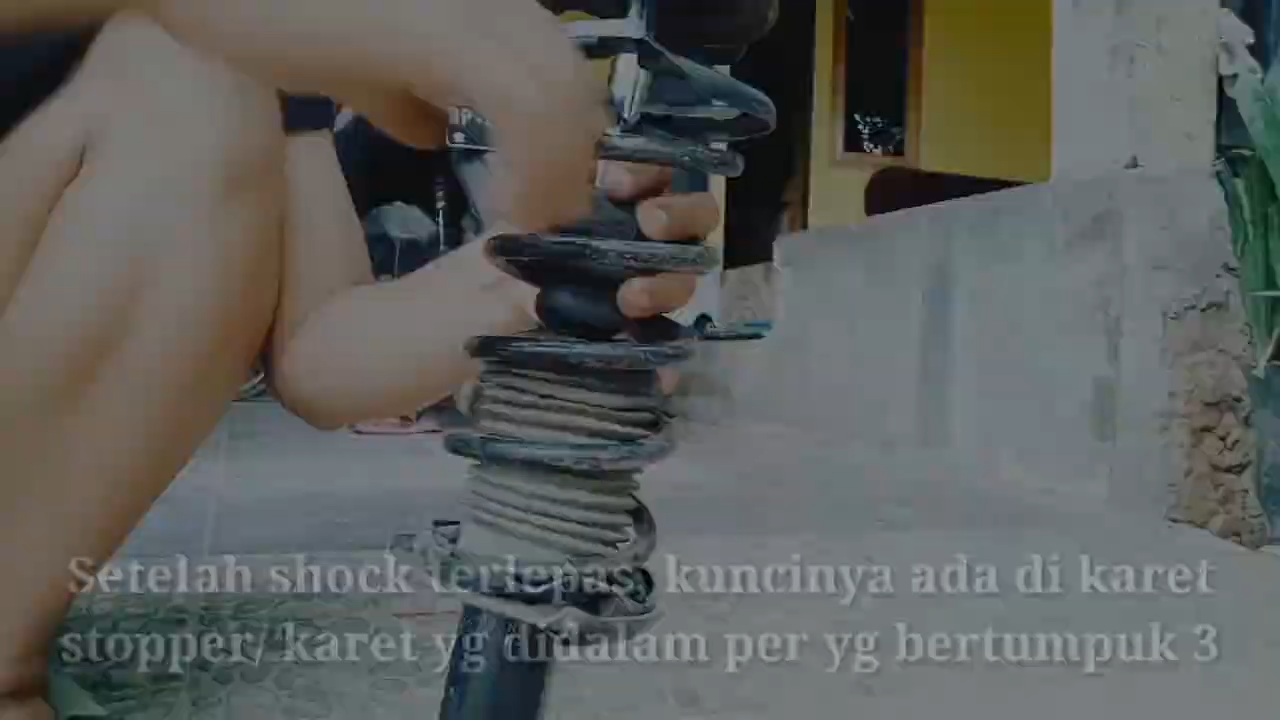 Setelah shock terlepas, kuncinya ada di karet
stopper/karet yg didalam per yg bertumpuk 3